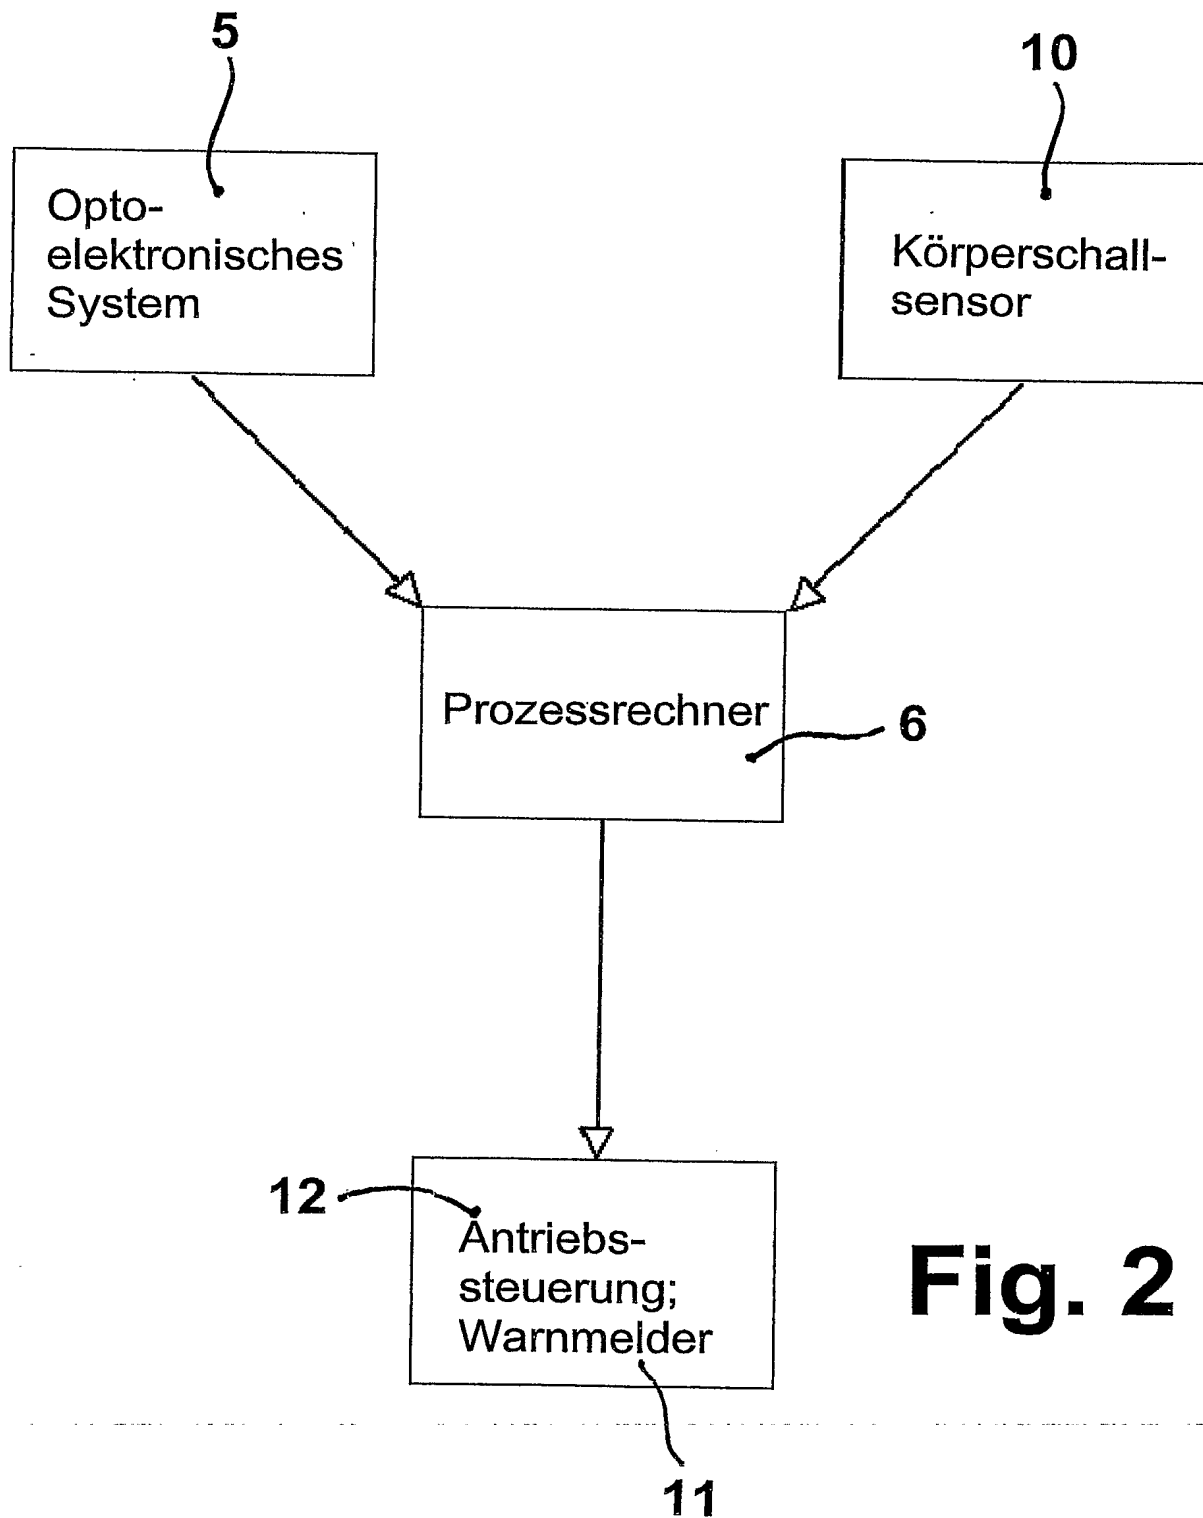 5
10
Opto-
elektronisches
System
Körperschall-
sensor
Prozessrechner
6
12
Antriebs-
steuerung;
Warnmelder
Fig. 2
11